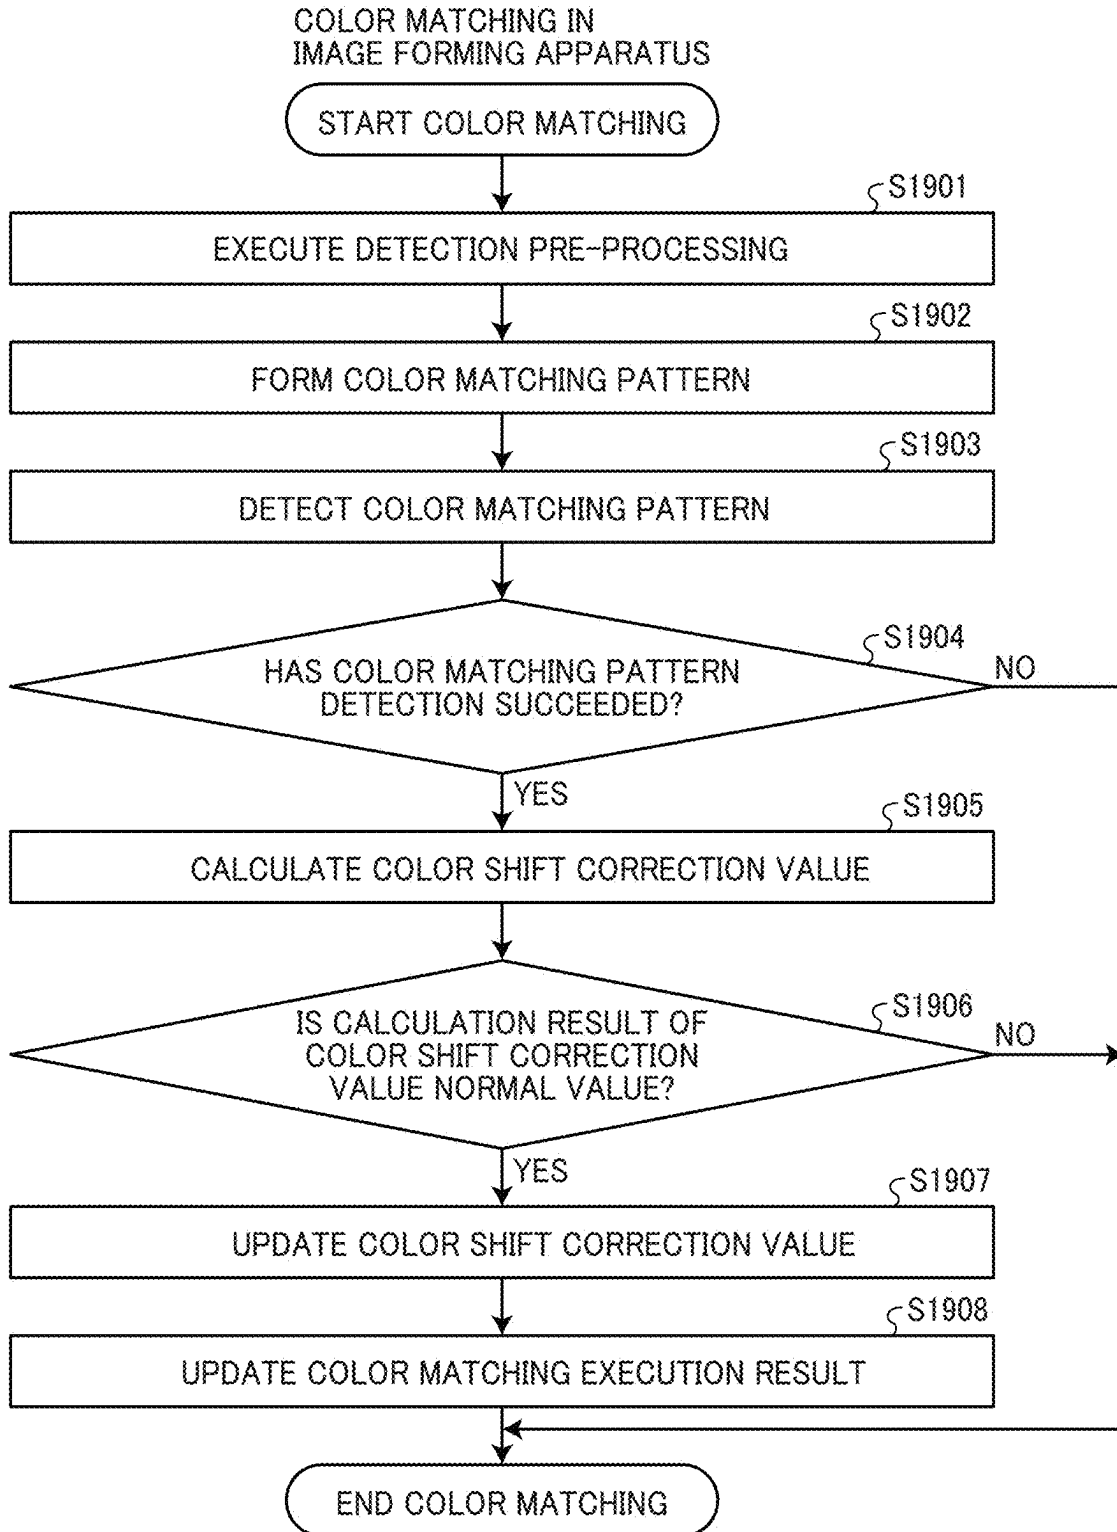 COLOR MATCHING IN
IMAGE FORMING APPARATUS
START COLOR MATCHING
S1901
EXECUTE DETECTION PRE-PROCESSING
S1902
FORM COLOR MATCHING PATTERN
S1903
DETECT COLOR MATCHING PATTERN
S1904
HAS COLOR MATCHING PATTERN
DETECTION SUCCEEDED?
NO
YES
S1905
CALCULATE COLOR SHIFT CORRECTION VALUE
S1906
IS CALCULATION RESULT OF
COLOR SHIFT CORRECTION
VALUE NORMAL VALUE?
NO
YES
S1907
UPDATE COLOR SHIFT CORRECTION VALUE
S1908
UPDATE COLOR MATCHING EXECUTION RESULT
END COLOR MATCHING